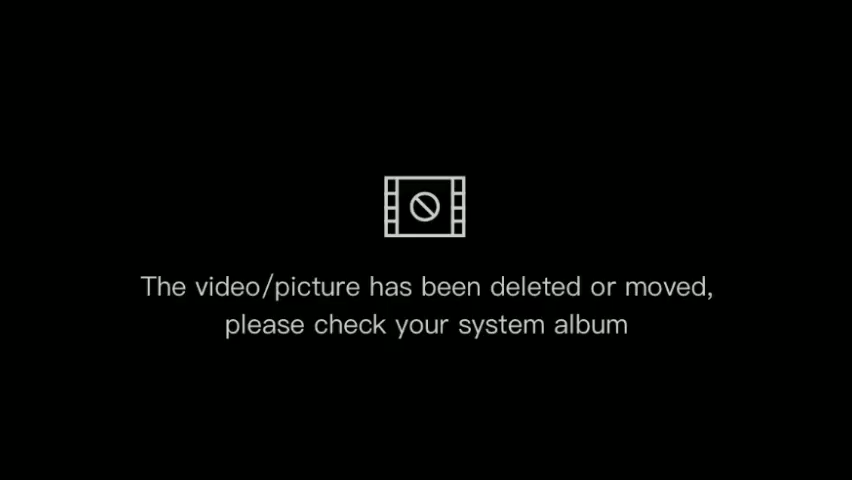 The video/picture has been deleted or moved,
please check your system album